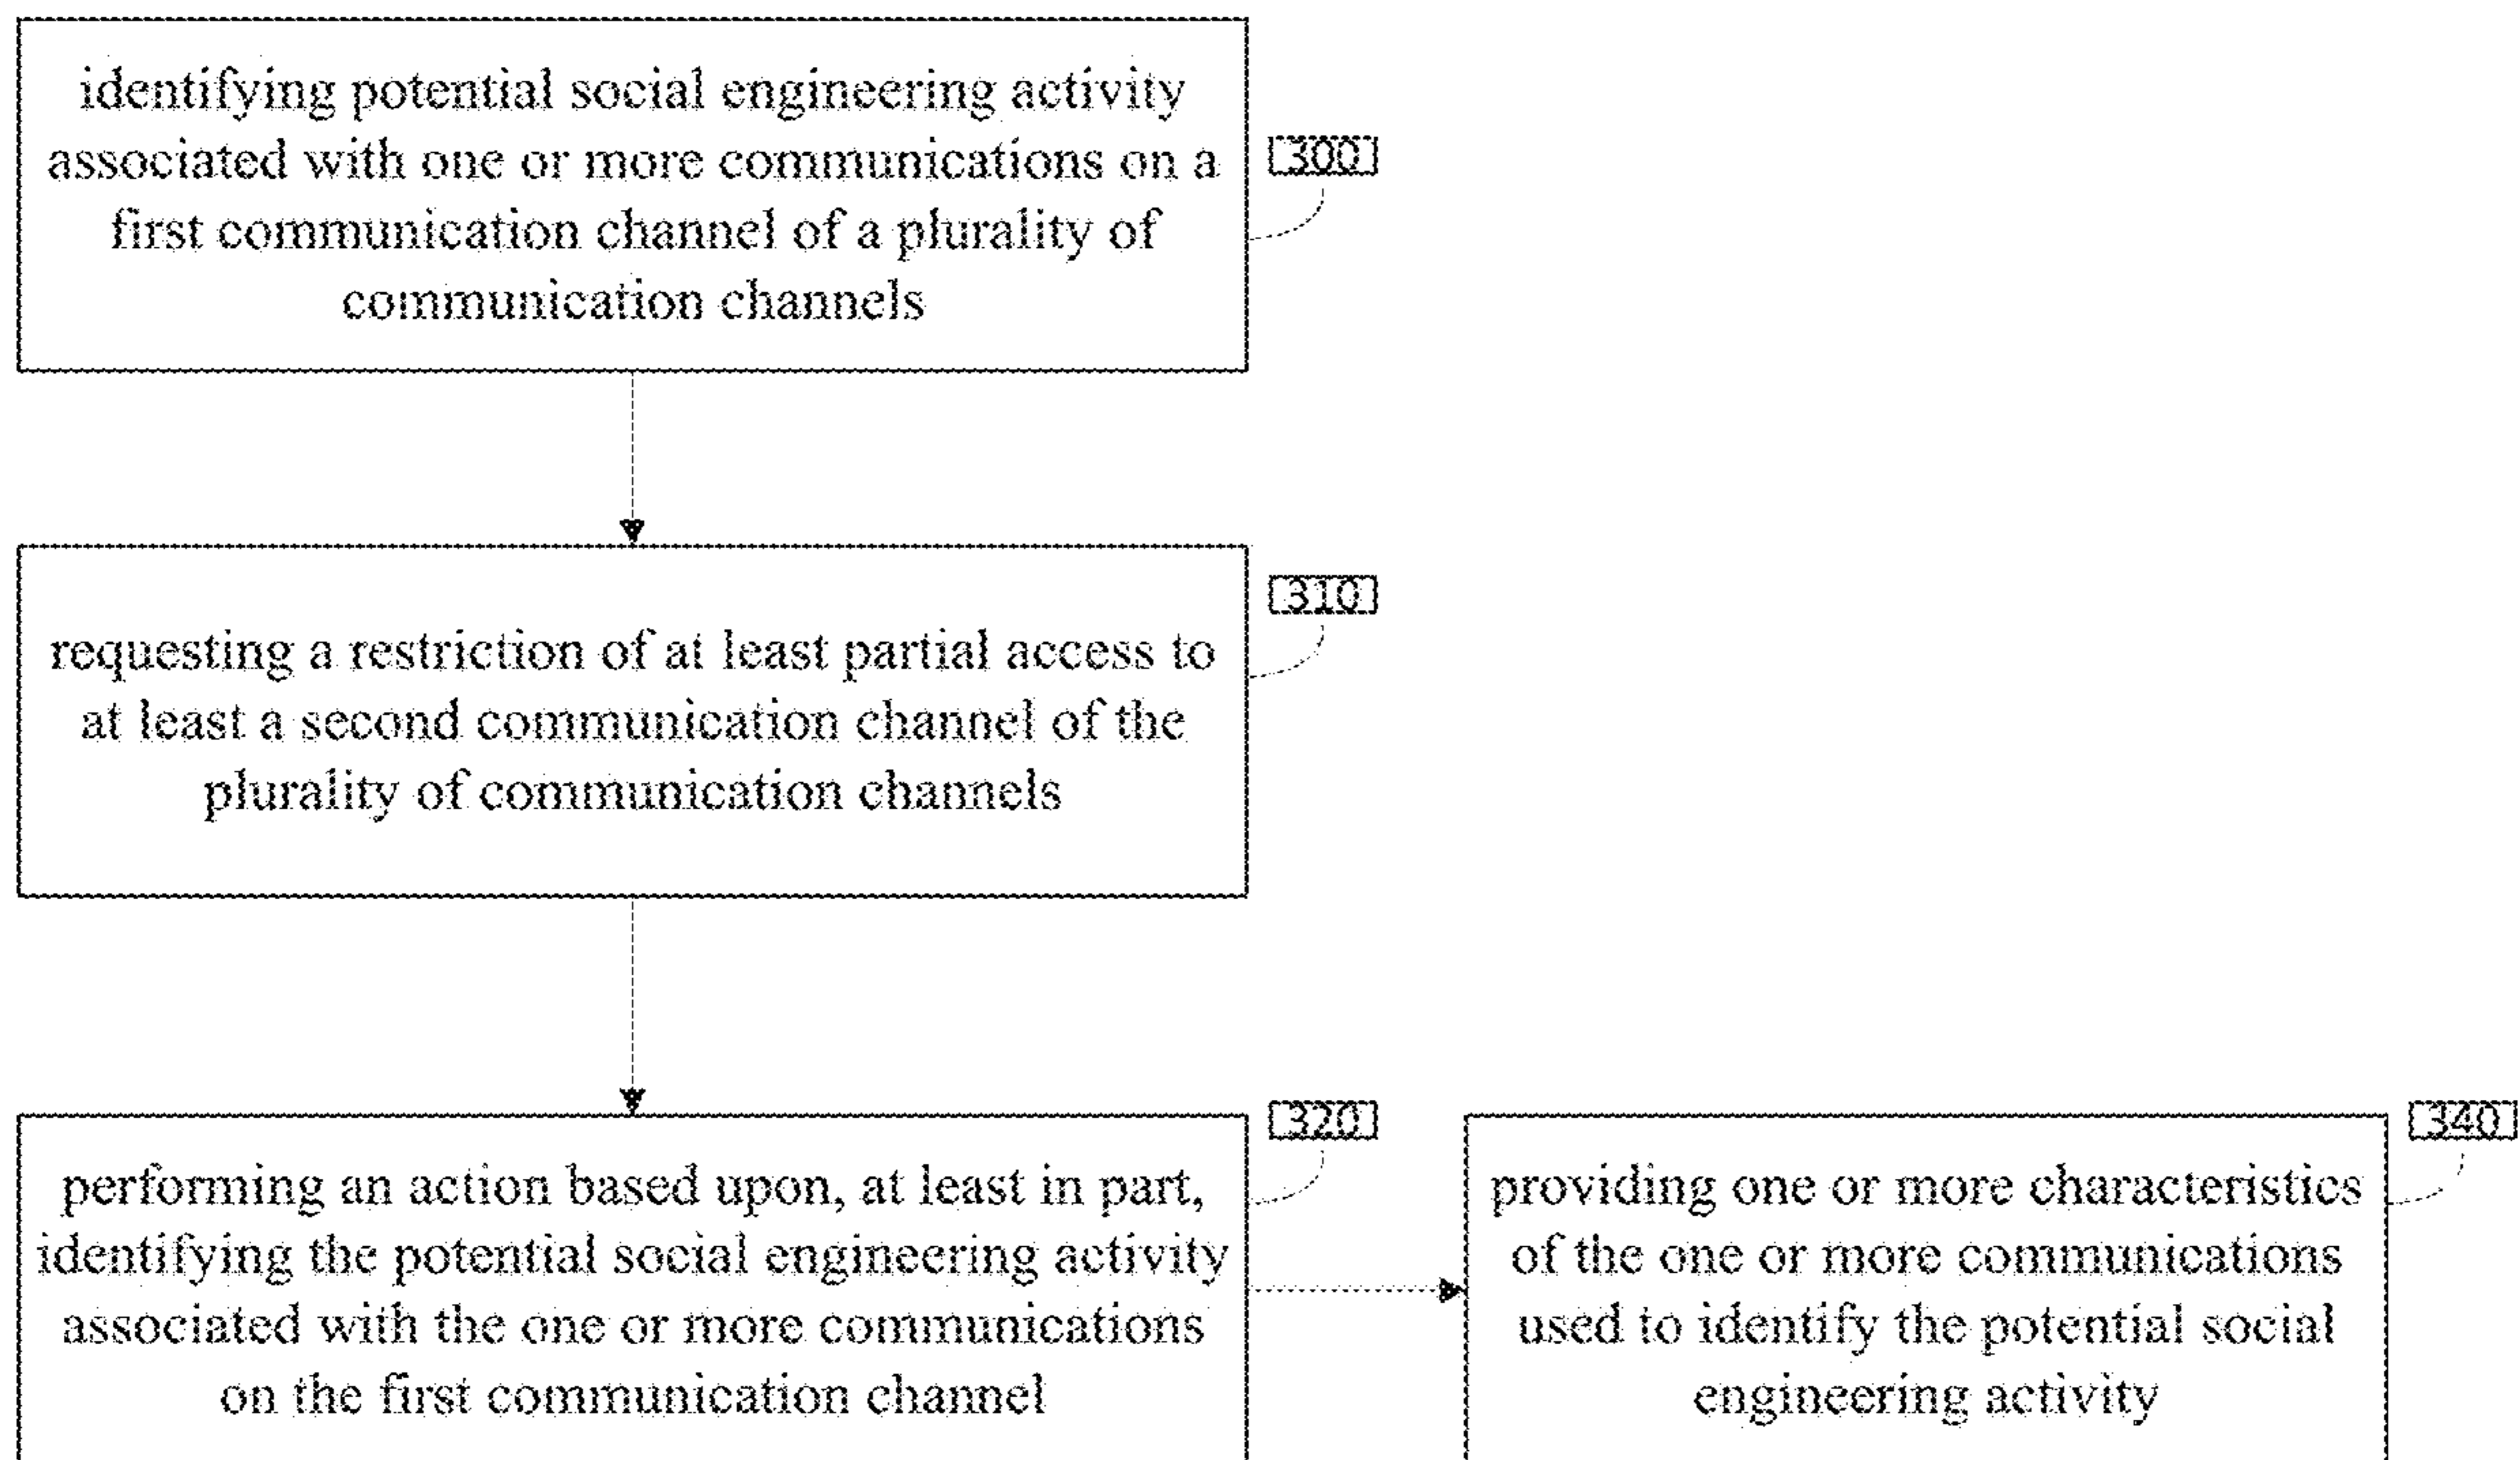 identifying potential social engineering activity
associated with one or more communications on a
first communication channel of a plurality of
communication channels
300
requesting a restriction of at least partial access to
at least a second communication channel of the
plurality of communication channels
310
performing an action based upon, at least in part,
identifying the potential social engineering activity
associated with the one or more communications
on the first communication channel
320
providing one or more characteristics
of the one or more communications
used to identify the potential social
engineering activity
340